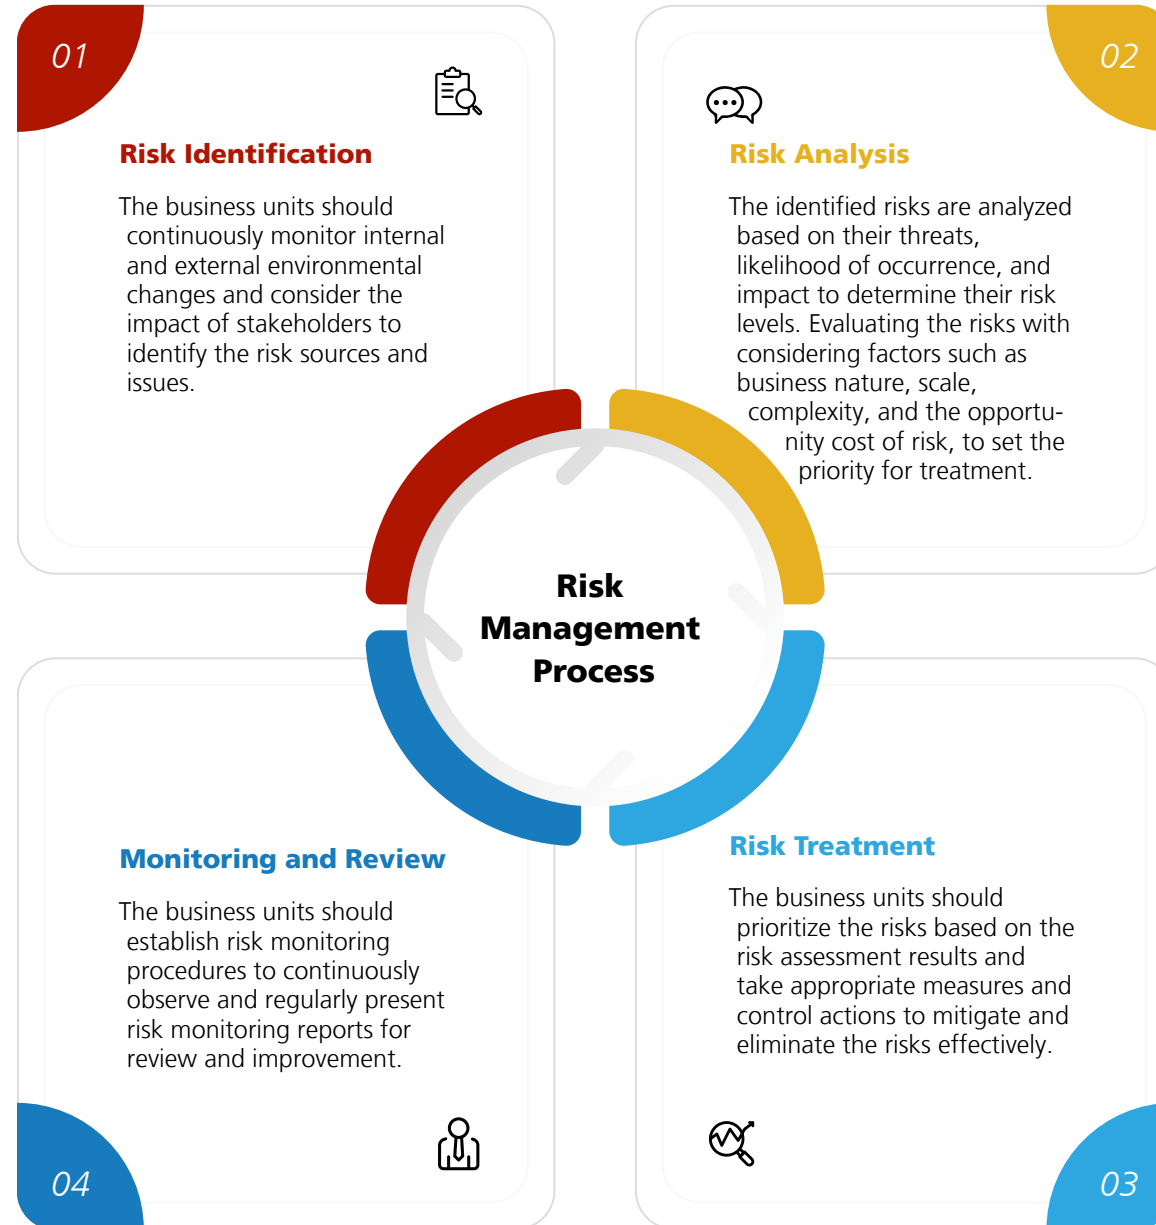 01
Risk Identification
The business units should
continuously monitor internal
and external environmental
changes and consider the
impact of stakeholders to
identify the risk sources and
issues.
02
Risk Analysis
The identified risks are analyzed
based on their threats,
likelihood of occurrence, and
impact to determine their risk
levels. Evaluating the risks with
considering factors such as
business nature, scale,
complexity, and the opportu-
nity cost of risk, to set the
priority for treatment.
Risk
Management
Process
Risk Treatment
The business units should
prioritize the risks based on the
risk assessment results and
take appropriate measures and
control actions to mitigate and
eliminate the risks effectively.
03
Monitoring and Review
The business units should
establish risk monitoring
procedures to continuously
observe and regularly present
risk monitoring reports for
review and improvement.
04